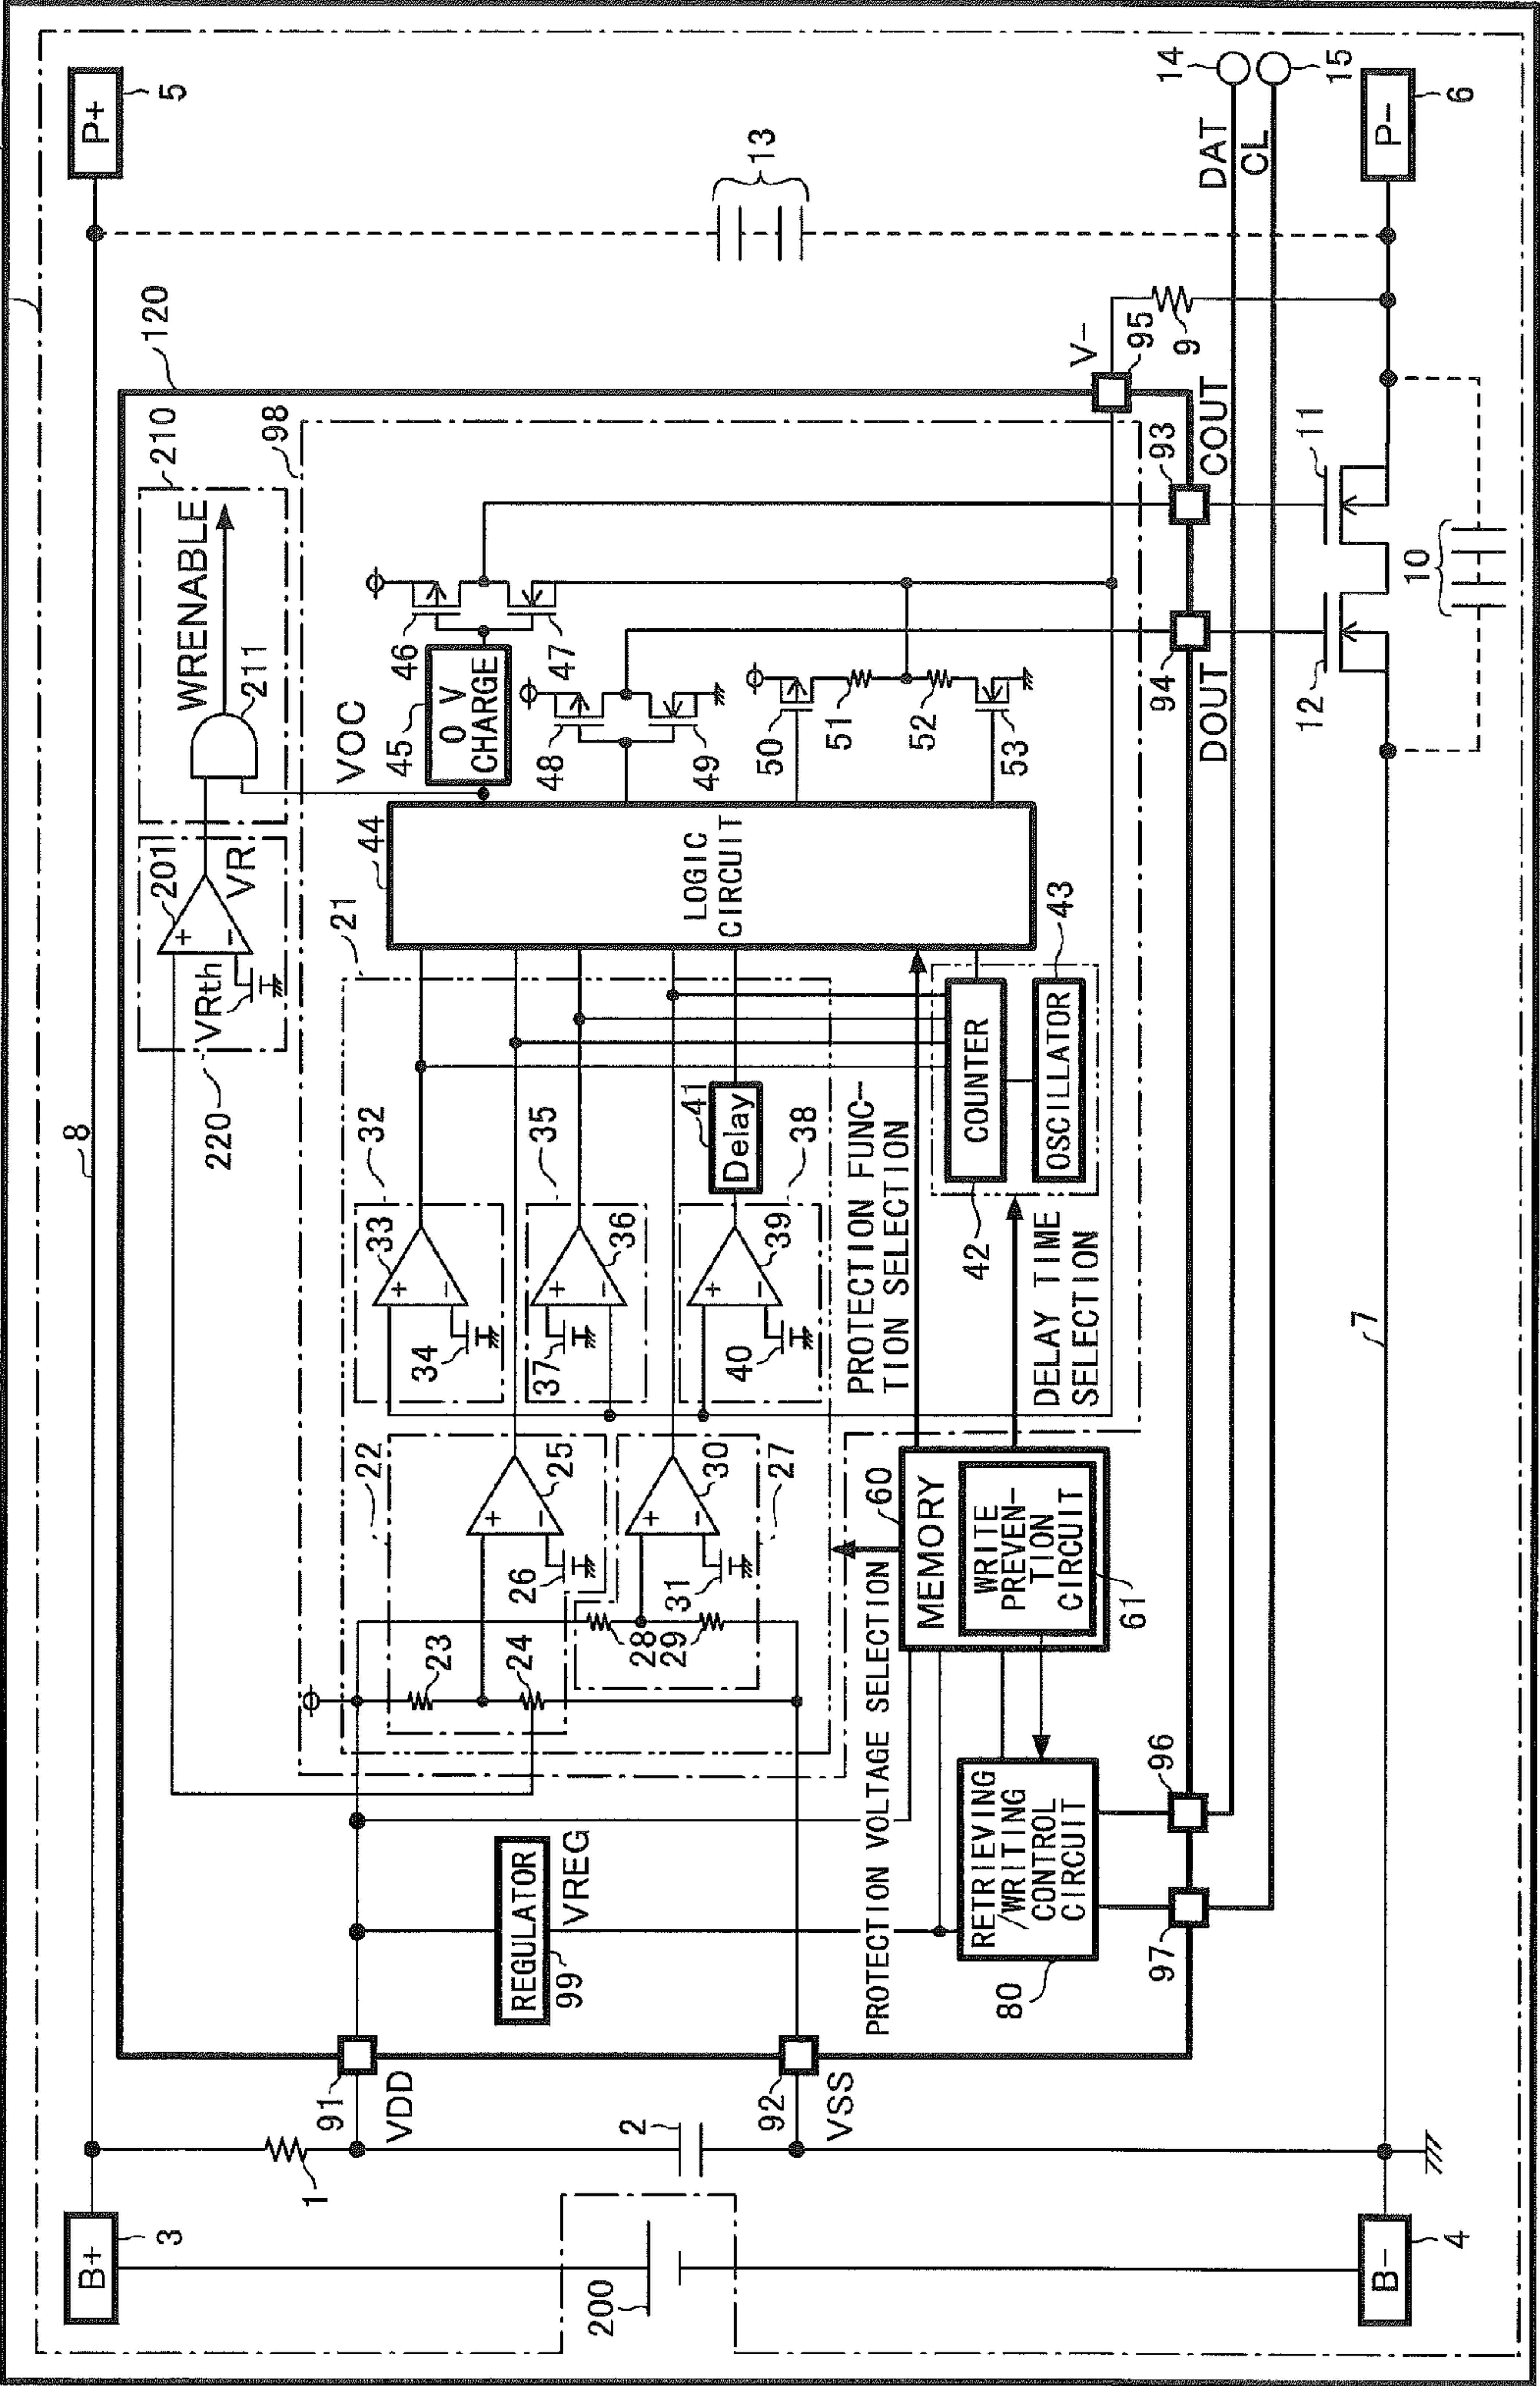 P+
5
8
120
220
VRth
201
VR
210
WRENABLE
211
98
21
VOC
44
45
0 V
CHARGE
46
47
48
49
50
51
52
53
LOGIC
CIRCUIT
13
V-
95
9
14
DAT
CL
15
P-
6
93
COUT
94
DOUT
11
12
10
22
23
24
25
26
27
28
29
30
31
32
33
34
35
36
37
38
39
40
41
Delay
PROTECTION FUNC-
TION SELECTION
COUNTER
42
OSCILLATOR
43
DELAY TIME
SELECTION
60
MEMORY
WRITE
PREVEN-
TION
CIRCUIT
61
PROTECTION VOLTAGE SELECTION
REGULATOR
99
VREG
RETRIEVING
/WRITING
CONTROL
CIRCUIT
80
96
97
91
VDD
92
VSS
1
2
B+
3
200
B-
4
7